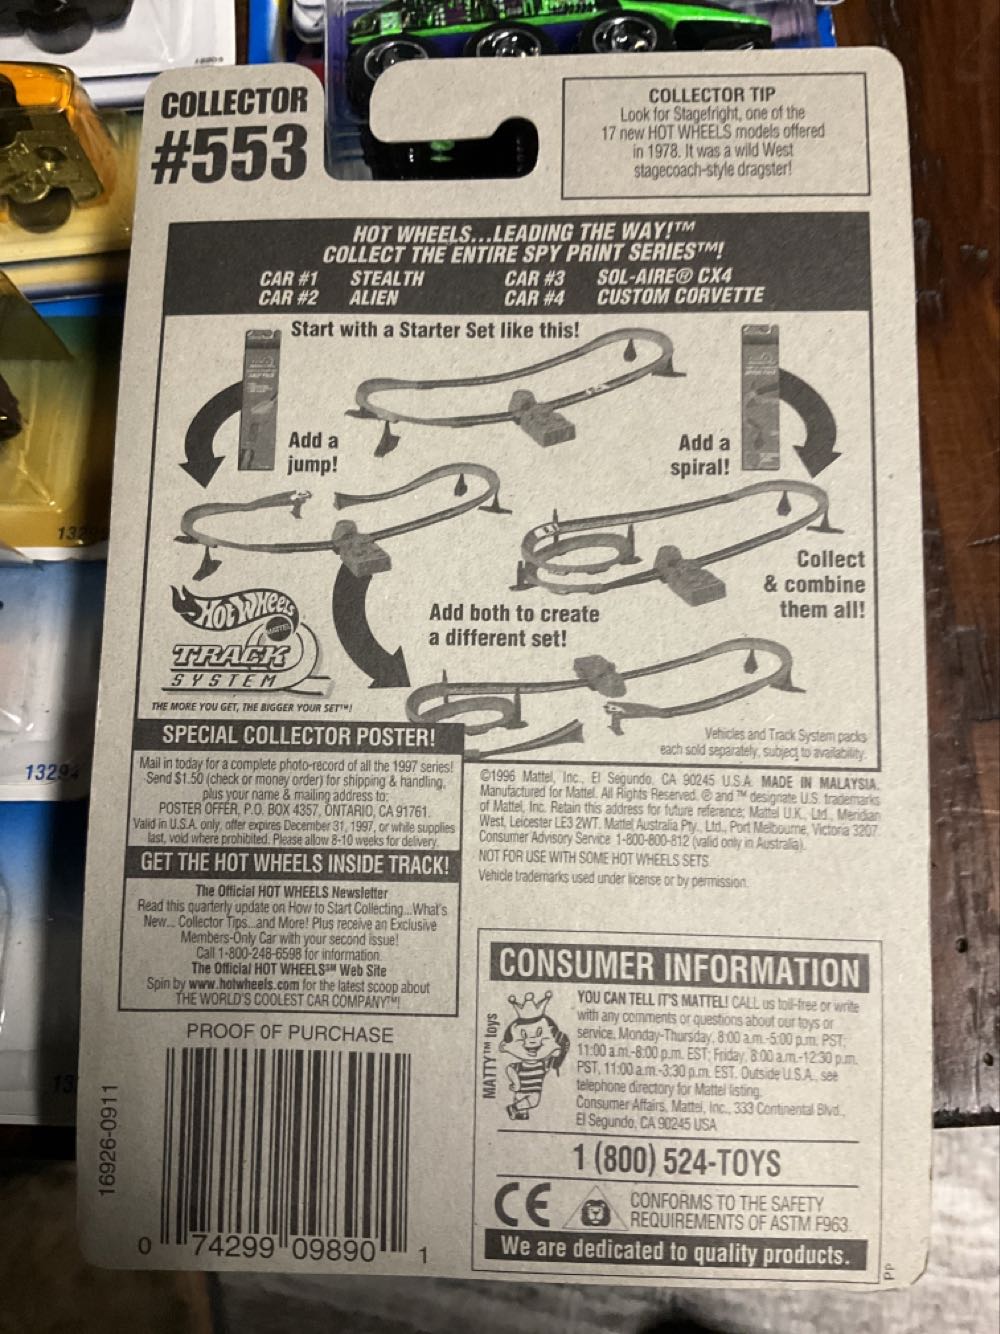 COLLECTOR
#553
COLLECTOR TIP
Look for Stagefright, one of the
17 new HOT WHEELS models offered
in 1978. It was a wild West
stagecoach-style dragster!
HOT WHEELS...LEADING THE WAY!™
COLLECT THE ENTIRE SPY PRINT SERIES™!
CAR #1 STEALTH CAR #3 SOL-AIRE® CX4
CAR #2 ALIEN CAR #4 CUSTOM CORVETTE
Start with a Starter Set like this!
Add a
jump!
Add a
spiral!
Collect
& combine
them all!
Add both to create
a different set!
Hot Wheels
MATTEL
TRACK
SYSTEM
THE MORE YOU GET, THE BIGGER YOUR SET™!
Vehicles and Track System packs
each sold separately, subject to availability.
SPECIAL COLLECTOR POSTER!
Mail in today for a complete photo-record of all the 1997 series!
Send $1.50 (check or money order) for shipping & handling,
plus your name & mailing address to:
POSTER OFFER, P.O. BOX 4357, ONTARIO, CA 91761.
Valid in U.S.A. only, offer expires December 31, 1997, or while supplies
last, void where prohibited. Please allow 8-10 weeks for delivery.
GET THE HOT WHEELS INSIDE TRACK!
The Official HOT WHEELS Newsletter
Read this quarterly update on How to Start Collecting...What's
New... Collector Tips...and More! Plus receive an Exclusive
Members-Only Car with your second issue!
Call 1-800-248-6598 for information.
The Official HOT WHEELS℠ Web Site
Spin by www.hotwheels.com for the latest scoop about
THE WORLD'S COOLEST CAR COMPANY™!
©1996 Mattel, Inc., El Segundo, CA 90245 U.S.A. MADE IN MALAYSIA.
Manufactured for Mattel. All Rights Reserved. ® and ™ designate U.S. trademarks
of Mattel, Inc. Retain this address for future reference; Mattel U.K., Ltd., Meridian
West, Leicester LE3 2WT. Mattel Australia Pty., Ltd., Port Melbourne, Victoria 3207.
Consumer Advisory Service 1-800-800-812 (valid only in Australia).
NOT FOR USE WITH SOME HOT WHEELS SETS.
Vehicle trademarks used under license or by permission.
PROOF OF PURCHASE
16926-0911
0 74299 09890 1
CONSUMER INFORMATION
MATTY™ toys
YOU CAN TELL IT'S MATTEL! CALL us toll-free or write
with any comments or questions about our toys or
service, Monday-Thursday, 8:00 a.m.-5:00 p.m. PST;
11:00 a.m.-8:00 p.m. EST; Friday, 8:00 a.m.-12:30 p.m.
PST, 11:00 a.m.-3:30 p.m. EST. Outside U.S.A., see
telephone directory for Mattel listing.
Consumer Affairs, Mattel, Inc., 333 Continental Blvd.,
El Segundo, CA 90245 USA
1 (800) 524-TOYS
CE
CONFORMS TO THE SAFETY
REQUIREMENTS OF ASTM F963.
We are dedicated to quality products.
PP